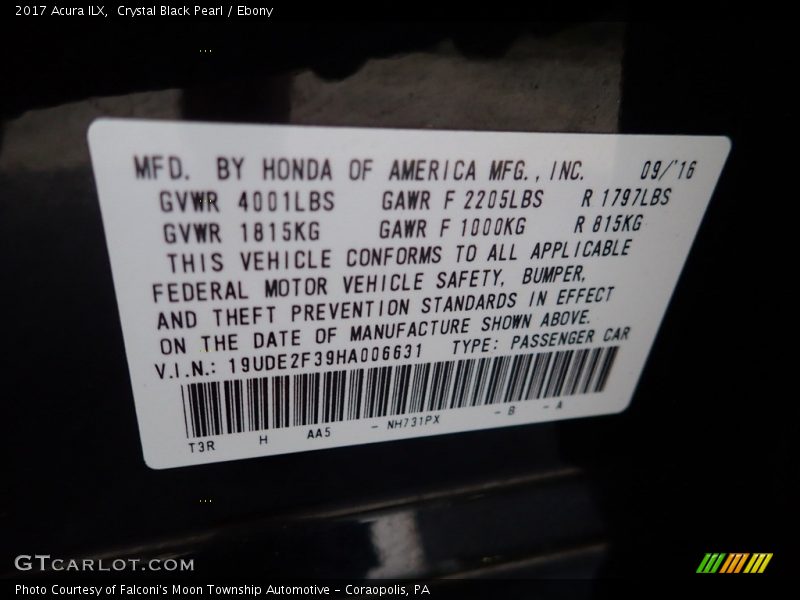 2017 Acura ILX,  Crystal Black Pearl / Ebony
MFD. BY HONDA OF AMERICA MFG., INC. 09/'16
GVWR 4001LBS GAWR F 2205LBS R 1797LBS
GVWR 1815KG GAWR F 1000KG R 815KG
THIS VEHICLE CONFORMS TO ALL APPLICABLE
FEDERAL MOTOR VEHICLE SAFETY, BUMPER,
AND THEFT PREVENTION STANDARDS IN EFFECT
ON THE DATE OF MANUFACTURE SHOWN ABOVE.
V.I.N.: 19UDE2F39HA006631 TYPE: PASSENGER CAR
T3R H AA5 - NH731PX - B - A
GTCARLOT.COM
Photo Courtesy of Falconi's Moon Township Automotive – Coraopolis, PA